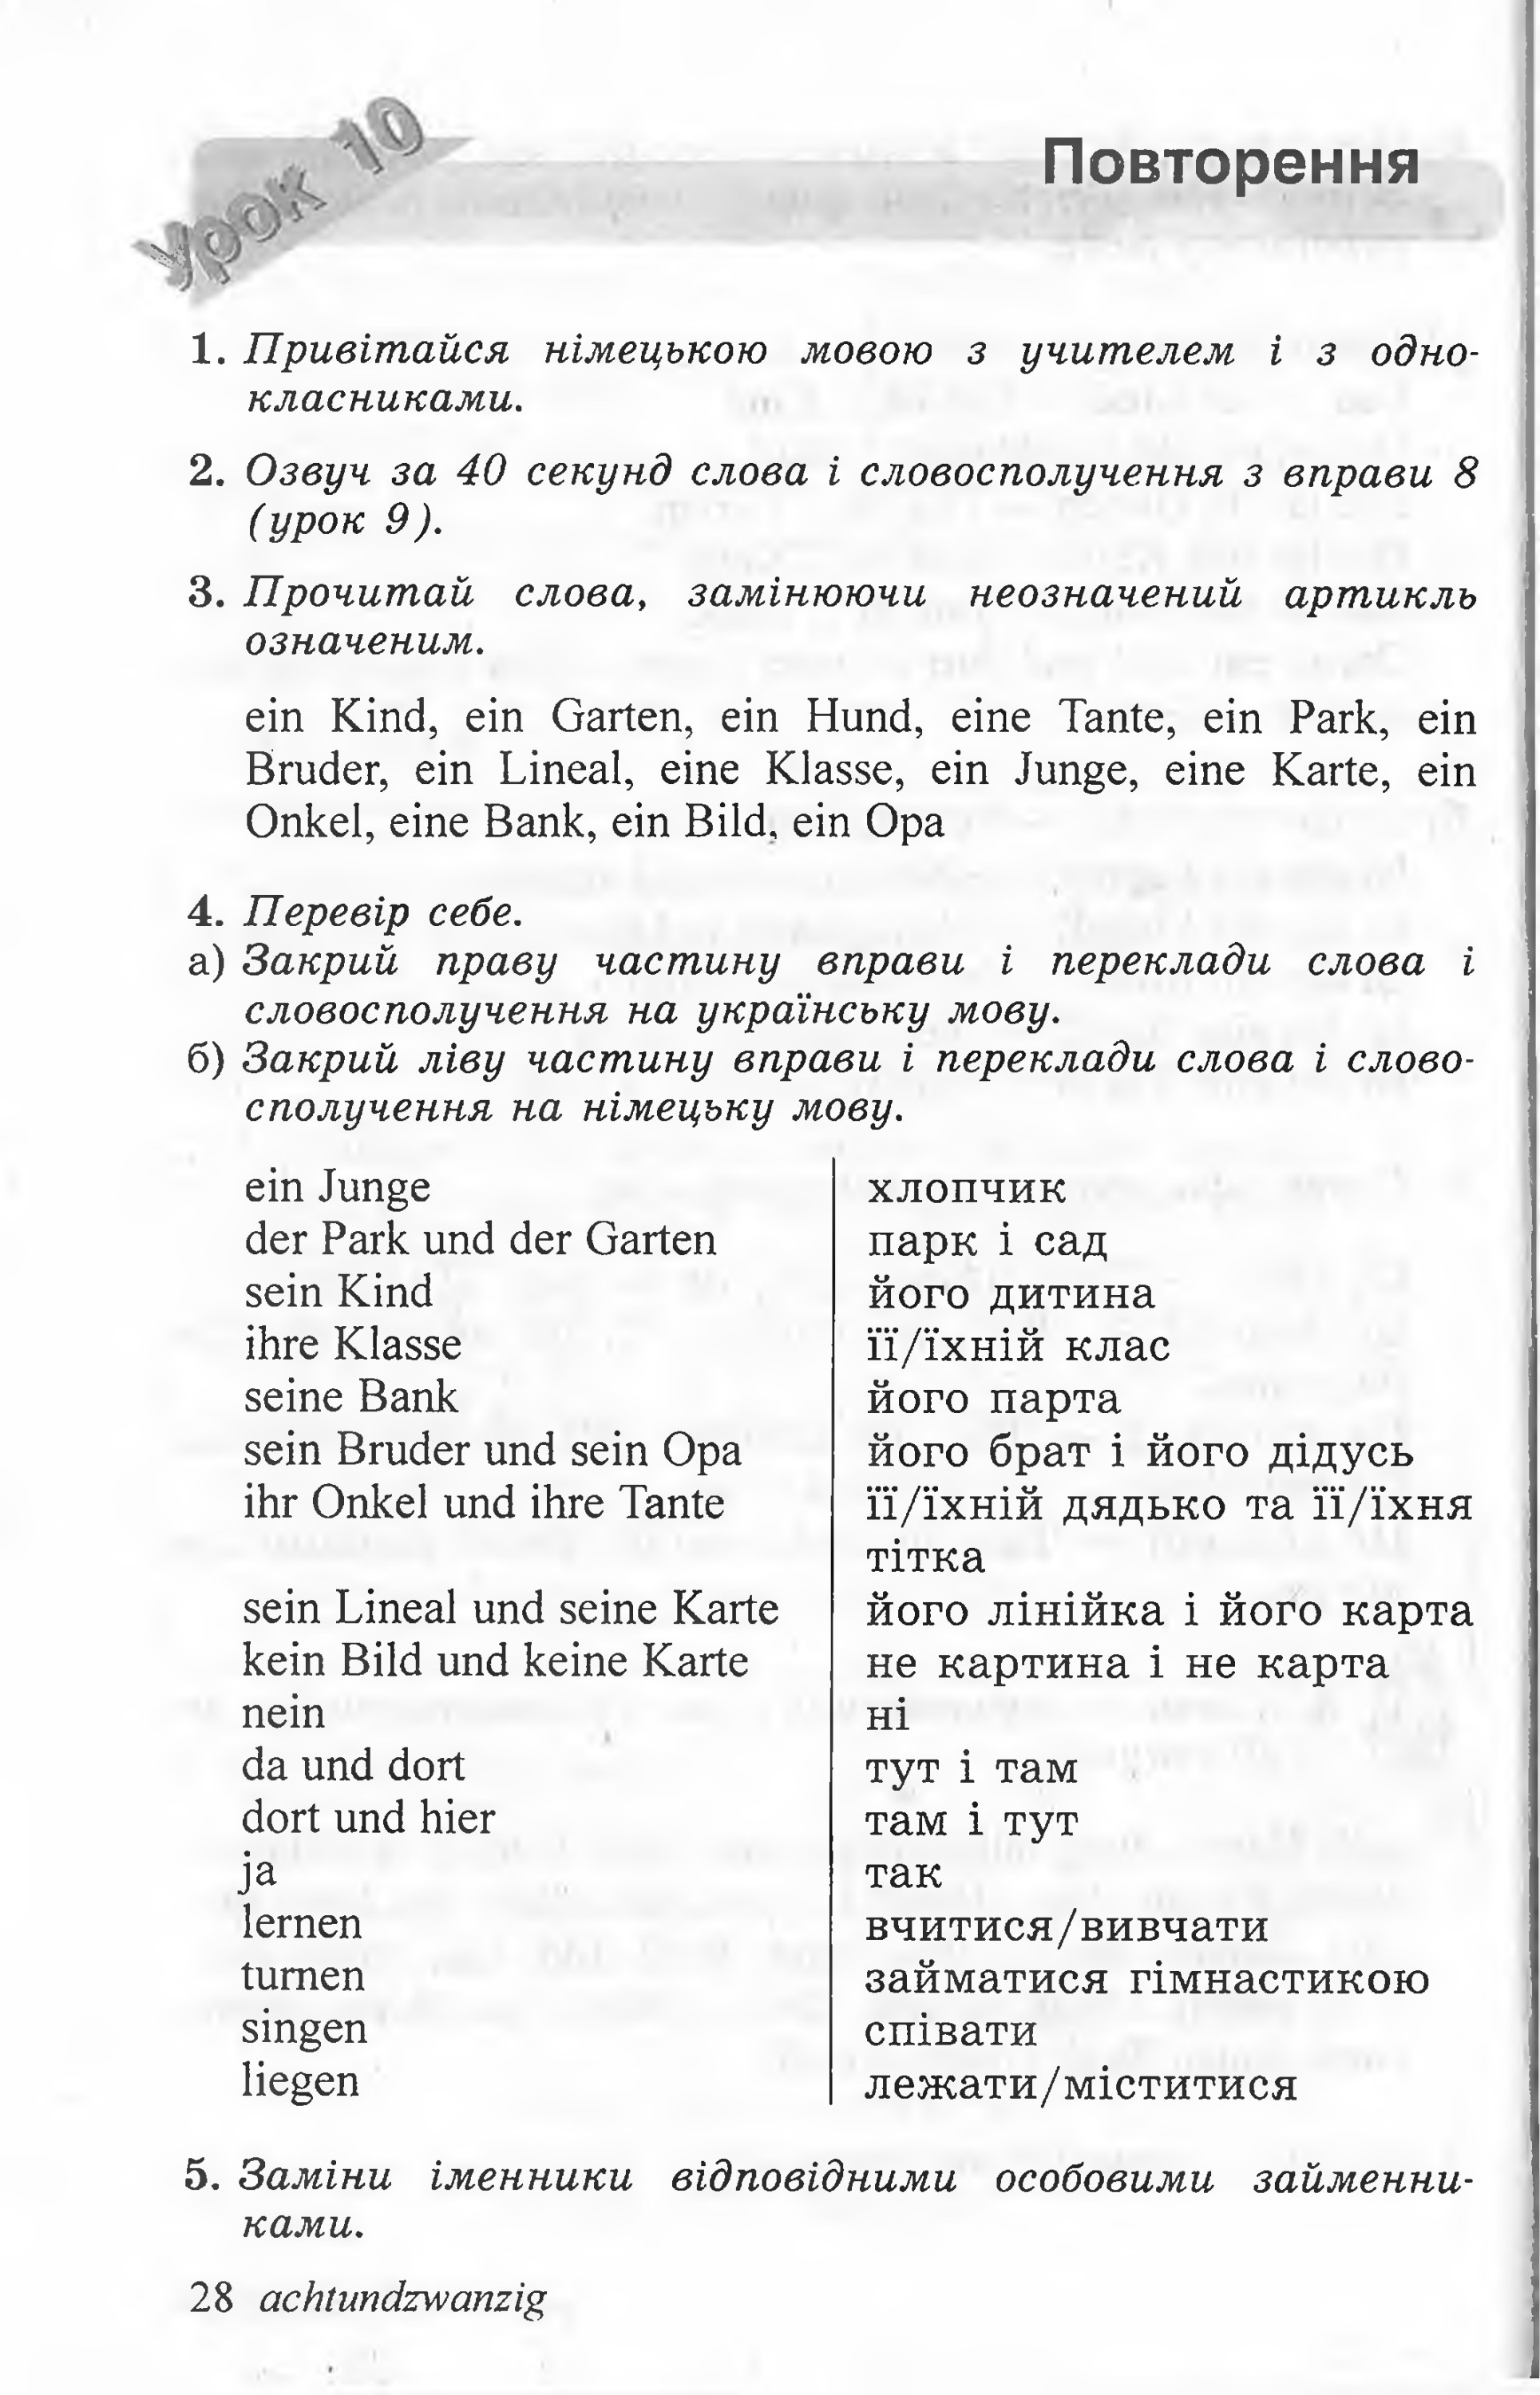 Урок 10
Повторення
1. Привітайся німецькою мовою з учителем і з одно-
класниками.
2. Озвуч за 40 секунд слова і словосполучення з вправи 8
(урок 9).
3. Прочитай слова, замінюючи неозначений артикль
означеним.
ein Kind, ein Garten, ein Hund, eine Tante, ein Park, ein
Bruder, ein Lineal, eine Klasse, ein Junge, eine Karte, ein
Onkel, eine Bank, ein Bild, ein Opa
4. Перевір себе.
а) Закрий праву частину вправи і переклади слова і
словосполучення на українську мову.
б) Закрий ліву частину вправи і переклади слова і слово-
сполучення на німецьку мову.
ein Junge хлопчик
der Park und der Garten парк і сад
sein Kind його дитина
ihre Klasse її/їхній клас
seine Bank його парта
sein Bruder und sein Opa його брат і його дідусь
ihr Onkel und ihre Tante її/їхній дядько та її/їхня
тітка
sein Lineal und seine Karte його лінійка і його карта
kein Bild und keine Karte не картина і не карта
nein ні
da und dort тут і там
dort und hier там і тут
ja так
lernen вчитися/вивчати
turnen займатися гімнастикою
singen співати
liegen лежати/міститися
5. Заміни іменники відповідними особовими займенни-
ками.
28 achtundzwanzig